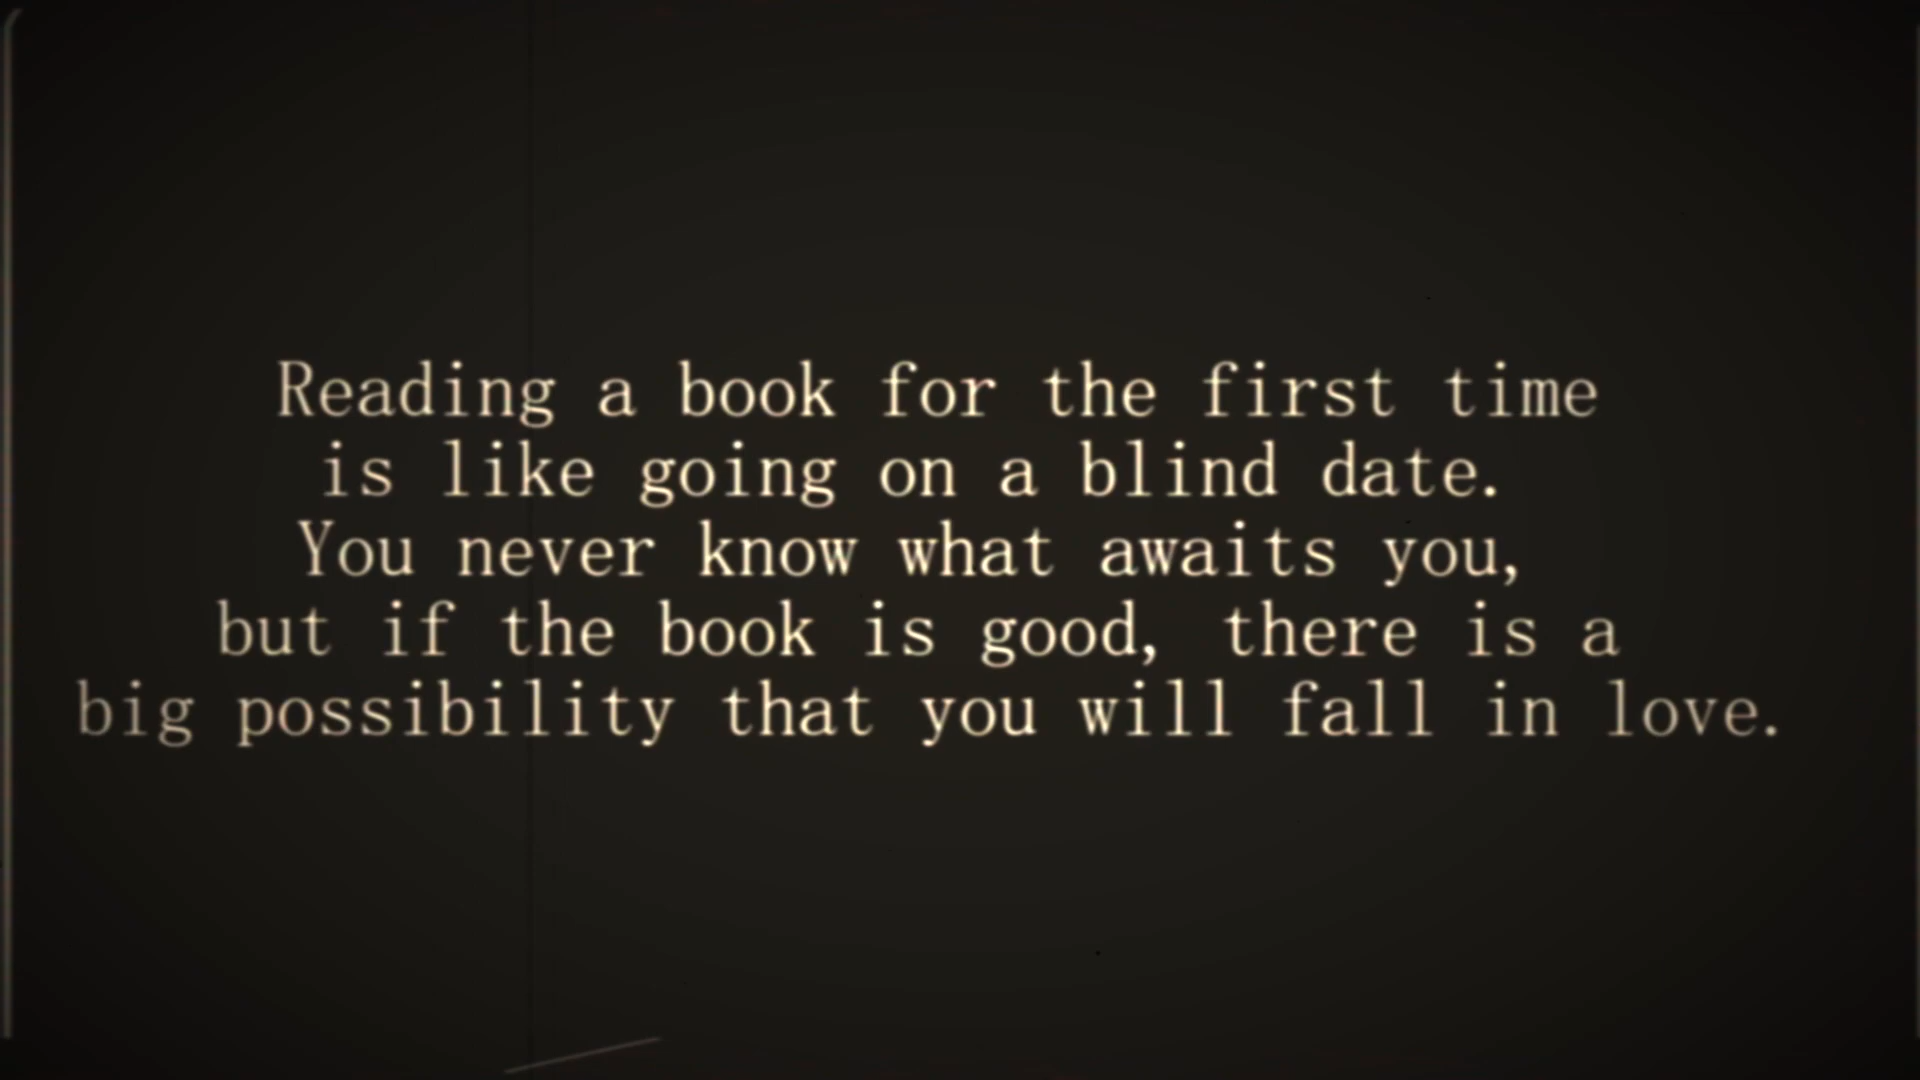 Reading a book for the first time
is like going on a blind date.
You never know what awaits you,
but if the book is good, there is a
big possibility that you will fall in love.